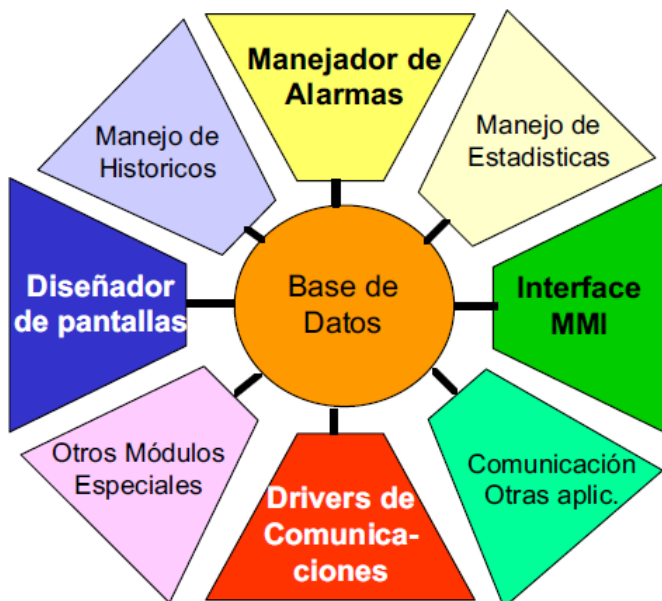 Manejador de
Alarmas
Manejo de
Historicos
Manejo de
Estadisticas
Diseñador
de pantallas
Base de
Datos
Interface
MMI
Otros Módulos
Especiales
Drivers de
Comunica-
ciones
Comunicación
Otras aplic.